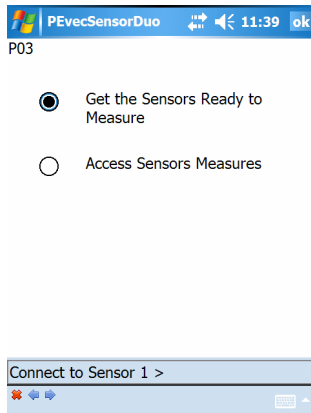 PEvecSensorDuo 11:39 ok
P03
Get the Sensors Ready to
Measure
Access Sensors Measures
Connect to Sensor 1 >